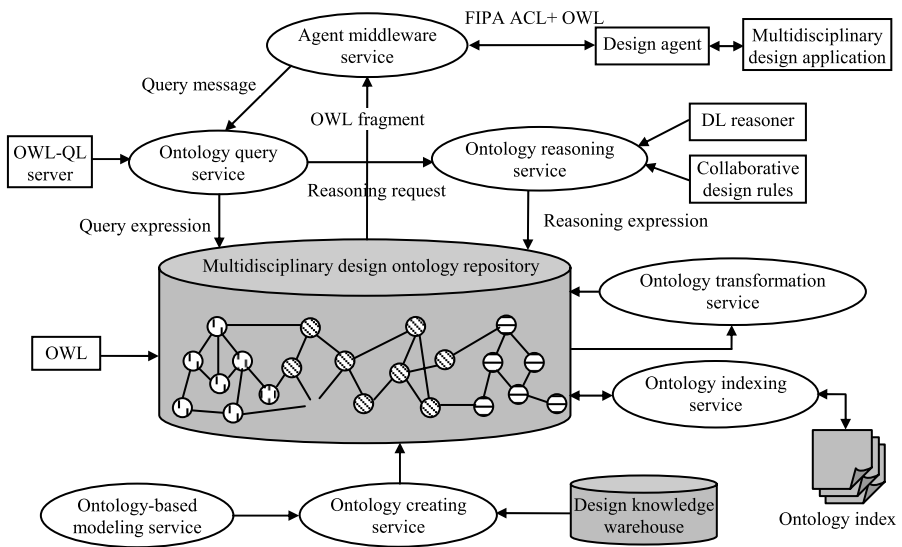 FIPA ACL+ OWL
Agent middleware
service
Design agent
Multidisciplinary
design application
Query message
OWL fragment
DL reasoner
OWL-QL
server
Ontology query
service
Ontology reasoning
service
Collaborative
design rules
Reasoning request
Query expression
Reasoning expression
Multidisciplinary design ontology repository
Ontology transformation
service
OWL
Ontology indexing
service
Ontology-based
modeling service
Ontology creating
service
Design knowledge
warehouse
Ontology index